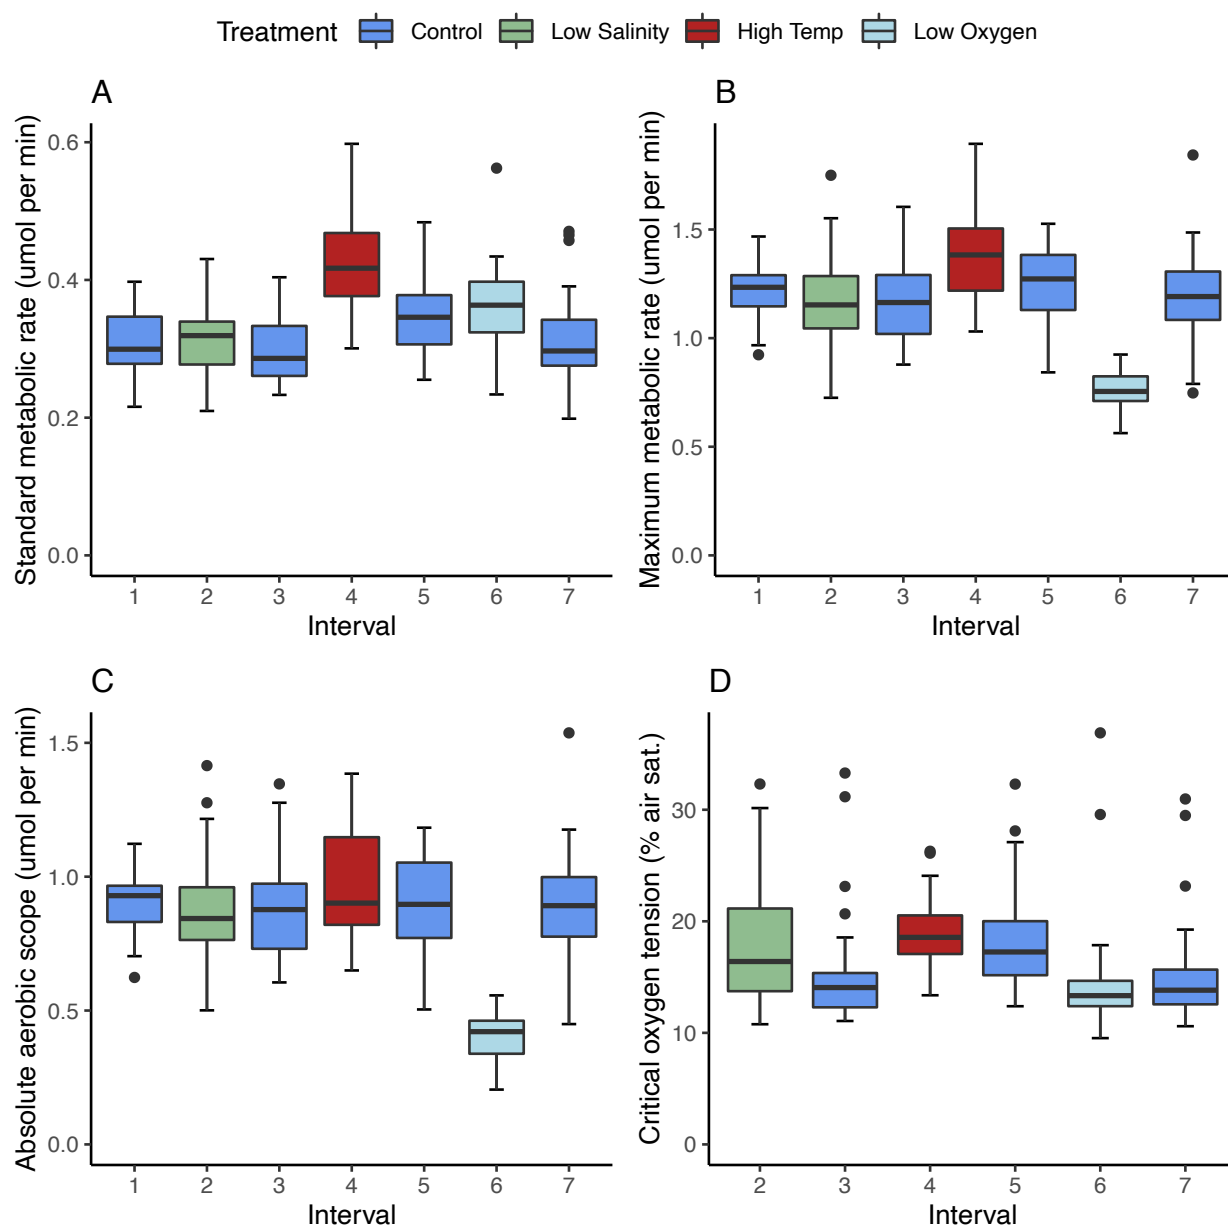 Treatment Control Low Salinity High Temp Low Oxygen
A
Standard metabolic rate (umol per min)
0.6
0.4
0.2
0.0
1 2 3 4 5 6 7
Interval
B
Maximum metabolic rate (umol per min)
1.5
1.0
0.5
0.0
1 2 3 4 5 6 7
Interval
C
Absolute aerobic scope (umol per min)
1.5
1.0
0.5
0.0
1 2 3 4 5 6 7
Interval
D
Critical oxygen tension (% air sat.)
30
20
10
0
2 3 4 5 6 7
Interval